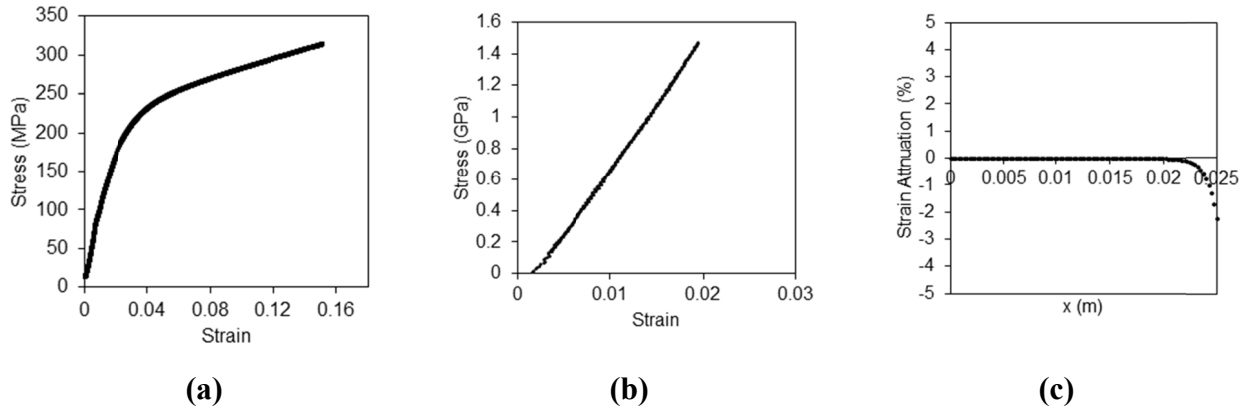 350
300
250
200
150
100
50
0
Stress (MPa)
0 0.04 0.08 0.12 0.16
Strain
(a)
1.6
1.4
1.2
1
0.8
0.6
0.4
0.2
0
Stress (GPa)
0 0.01 0.02 0.03
Strain
(b)
5
4
3
2
1
0
-1
-2
-3
-4
-5
Strain Attnuation (%)
0 0.005 0.01 0.015 0.02 0.025
x (m)
(c)